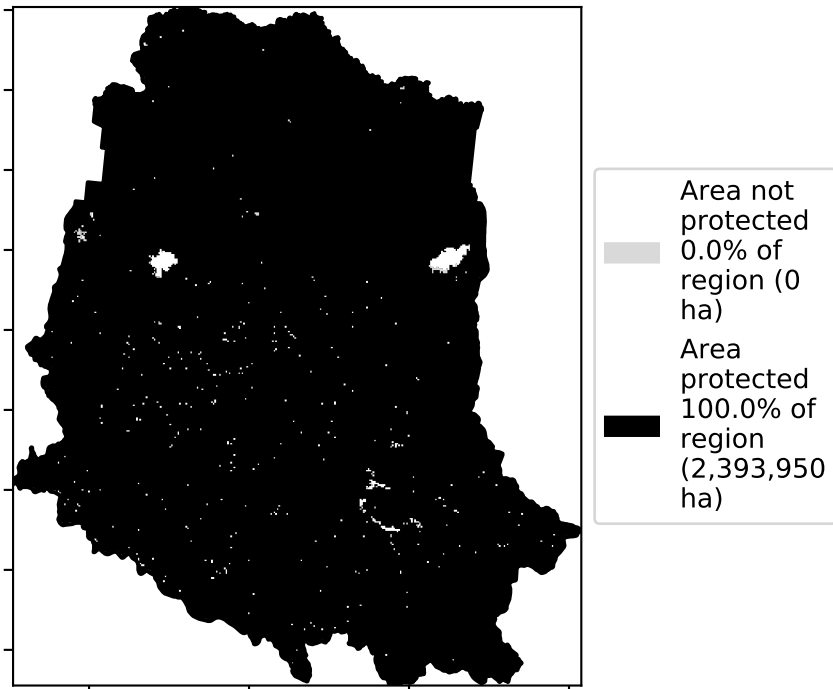 Area not
protected
0.0% of
region (0
ha)
Area
protected
100.0% of
region
(2,393,950
ha)